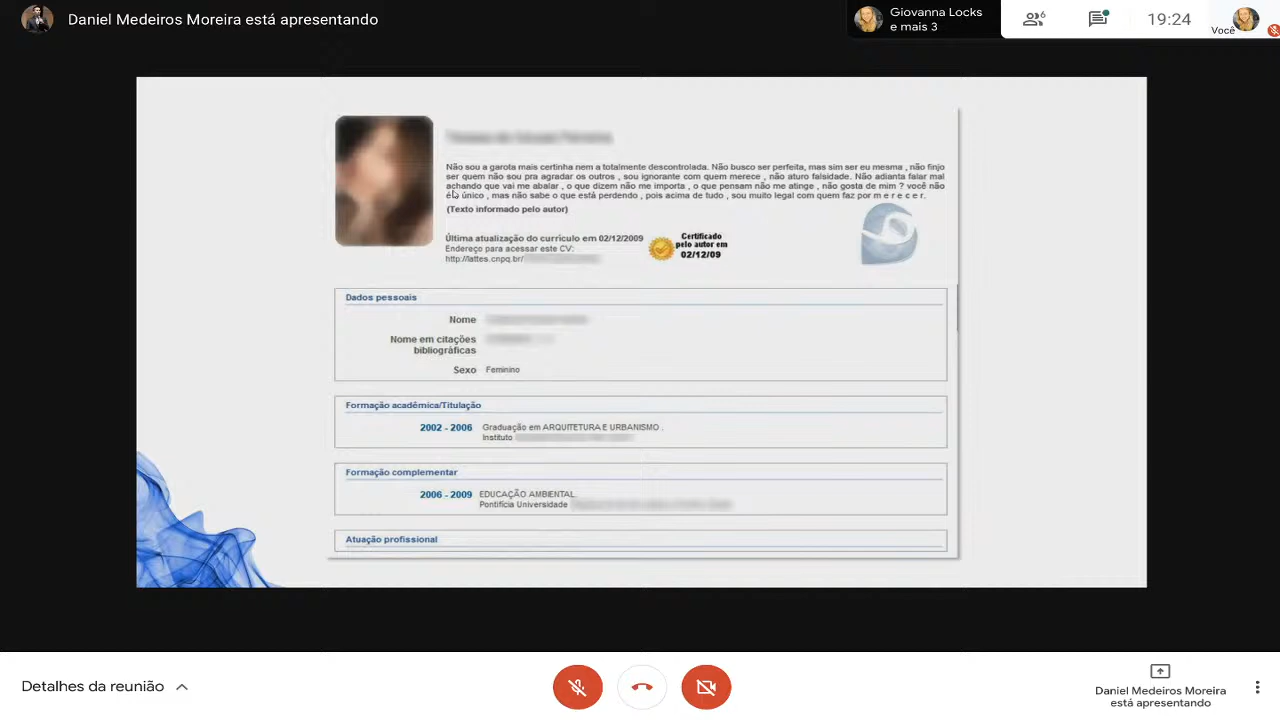 Daniel Medeiros Moreira está apresentando
Giovanna Locks
e mais 3
6
19:24
Você
Não sou a garota mais certinha nem a totalmente descontrolada. Não busco ser perfeita, mas sim ser eu mesma , não finjo
ser quem não sou pra agradar os outros , sou ignorante com quem merece , não aturo falsidade. Não adianta falar mal
achando que vai me abalar , o que dizem não me importa , o que pensam não me atinge , não gosta de mim ? você não
é o único , mas não sabe o que está perdendo , pois acima de tudo , sou muito legal com quem faz por m e r e c e r.
(Texto informado pelo autor)
Última atualização do currículo em 02/12/2009
Endereço para acessar este CV:
http://lattes.cnpq.br/
Certificado
pelo autor em
02/12/09
Dados pessoais
Nome
Nome em citações
bibliográficas
Sexo Feminino
Formação acadêmica/Titulação
2002 - 2006 Graduação em ARQUITETURA E URBANISMO .
Instituto
Formação complementar
2006 - 2009 EDUCAÇÃO AMBIENTAL.
Pontifícia Universidade
Atuação profissional
Detalhes da reunião
Daniel Medeiros Moreira
está apresentando